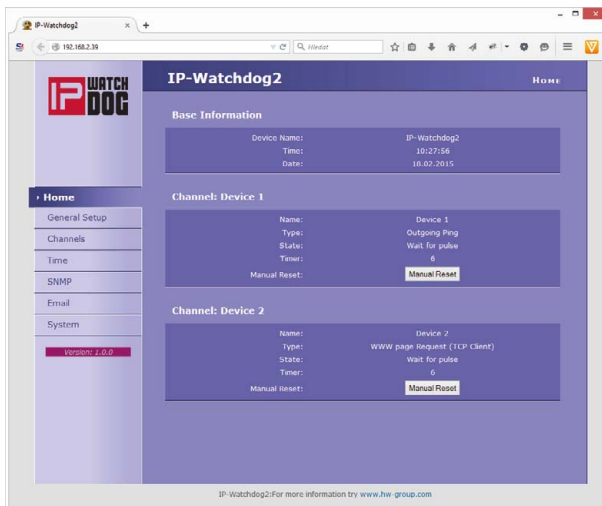 IP-Watchdog2
192.168.2.39
Hledat
IP WATCH DOG
IP-Watchdog2
HOME
Base Information
Device Name: IP-Watchdog2
Time: 10:27:56
Date: 10.02.2015
Home
General Setup
Channels
Time
SNMP
Email
System
Version: 1.0.0
Channel: Device 1
Name: Device 1
Type: Outgoing Ping
State: Wait for pulse
Timer: 6
Manual Reset: Manual Reset
Channel: Device 2
Name: Device 2
Type: WWW page Request (TCP Client)
State: Wait for pulse
Timer: 6
Manual Reset: Manual Reset
IP-Watchdog2:For more information try www.hw-group.com